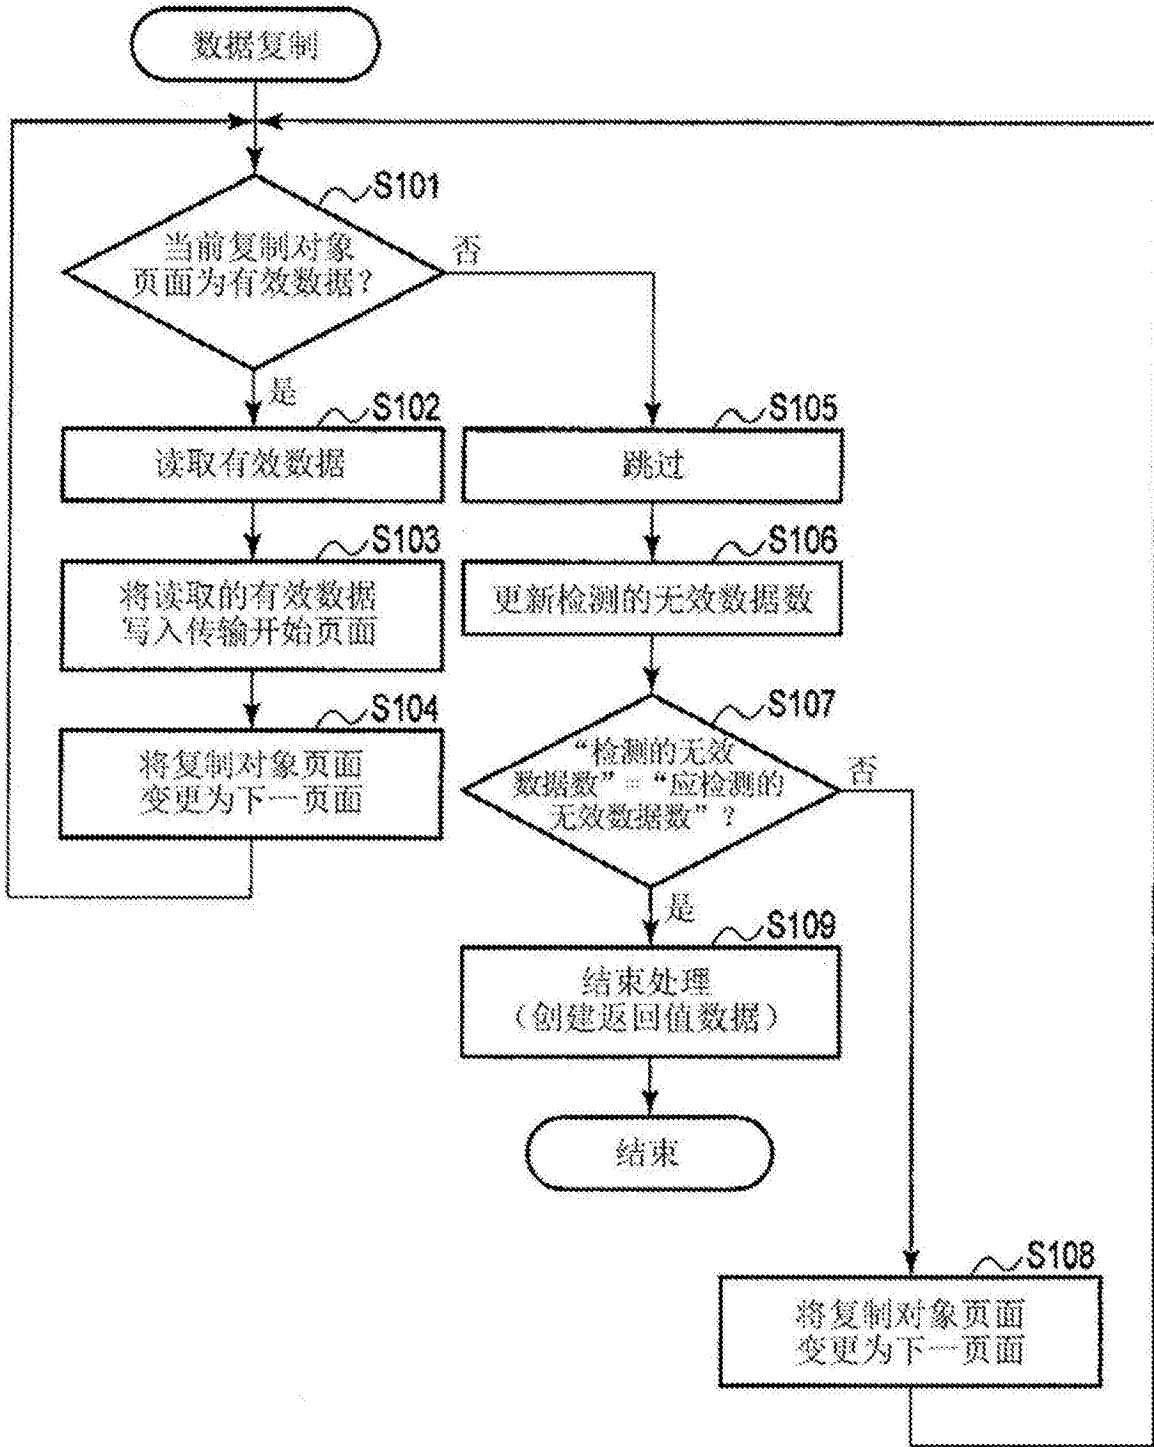 数据复制
S101
当前复制对象
页面为有效数据？
否
是
S102
读取有效数据
S103
将读取的有效数据
写入传输开始页面
S104
将复制对象页面
变更为下一页面
S105
跳过
S106
更新检测的无效数据数
S107
“检测的无效
数据数”=“应检测的
无效数据数”？
否
是
S109
结束处理
（创建返回值数据）
结束
S108
将复制对象页面
变更为下一页面